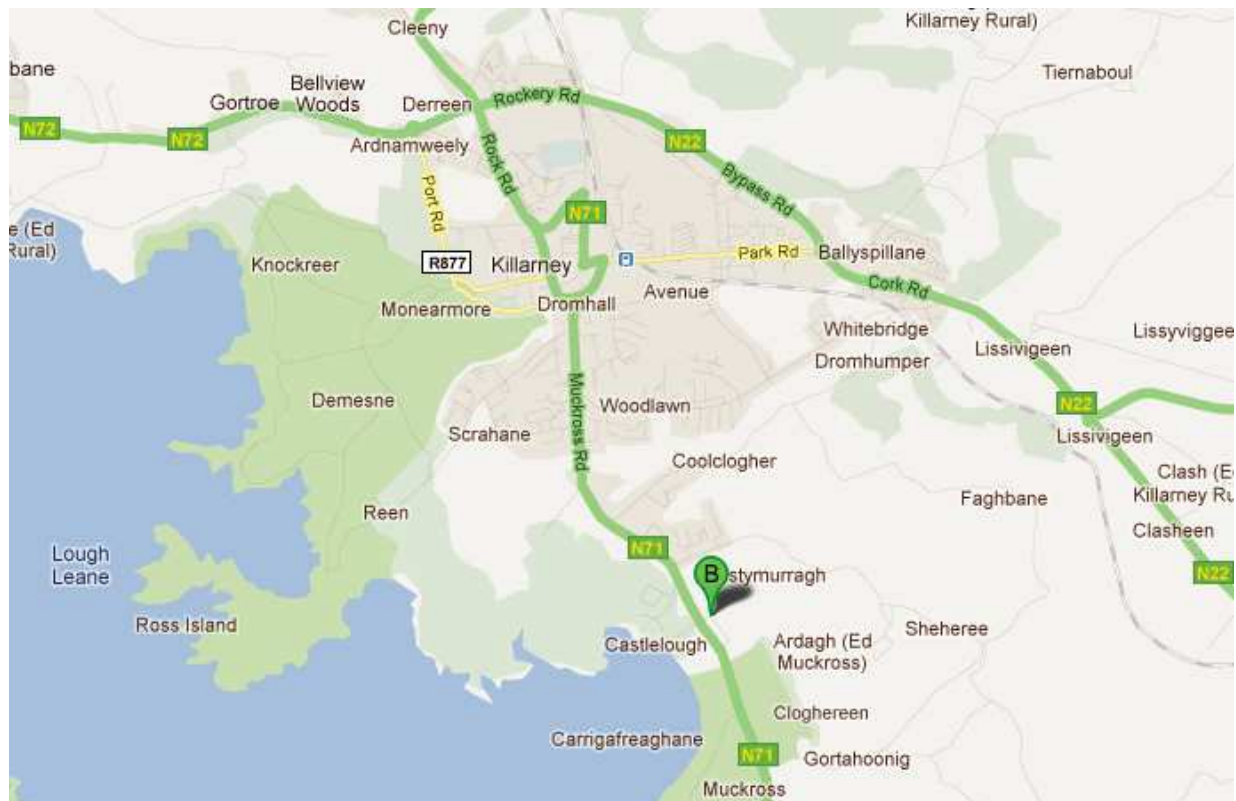 Cleeny
Killarney Rural)
Tiernaboul
bane
Bellview
Woods
Gortroe
Derreen
Rockery Rd
N72
N72
N22
Ardnamweely
Rock Rd
Port Rd
Bypass Rd
N71
e (Ed
Rural)
Knockreer
R877
Killarney
Park Rd
Ballyspillane
Cork Rd
Monearmore
Dromhall
Avenue
Whitebridge
Lissyviggee
Dromhumper
Lissivigeen
Muckross Rd
Demesne
Woodlawn
N22
Scrahane
Lissivigeen
Coolclogher
Clash (E
Killarney Ru
Faghbane
Reen
Clasheen
N71
Lough
Leane
B
stymurragh
N22
Ross Island
Sheheree
Castlelough
Ardagh (Ed
Muckross)
Cloghereen
Carrigafreaghane
N71
Gortahoonig
Muckross